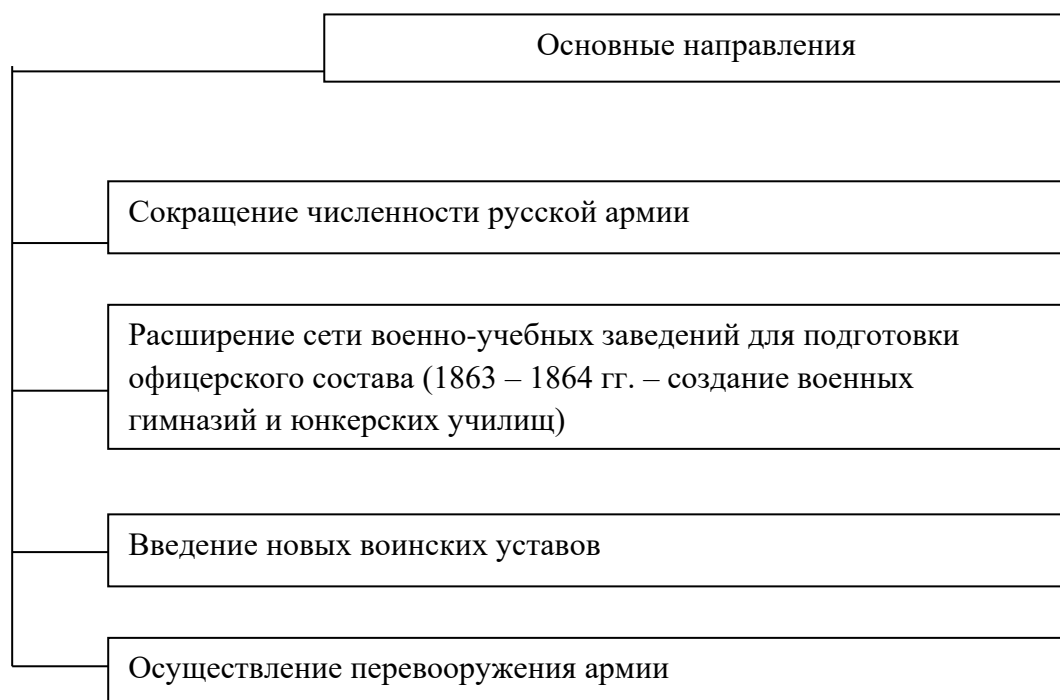 Основные направления
Сокращение численности русской армии
Расширение сети военно-учебных заведений для подготовки
офицерского состава (1863 – 1864 гг. – создание военных
гимназий и юнкерских училищ)
Введение новых воинских уставов
Осуществление перевооружения армии